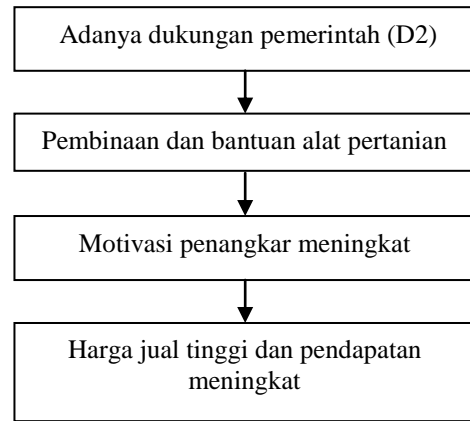 Adanya dukungan pemerintah (D2)
Pembinaan dan bantuan alat pertanian
Motivasi penangkar meningkat
Harga jual tinggi dan pendapatan
meningkat